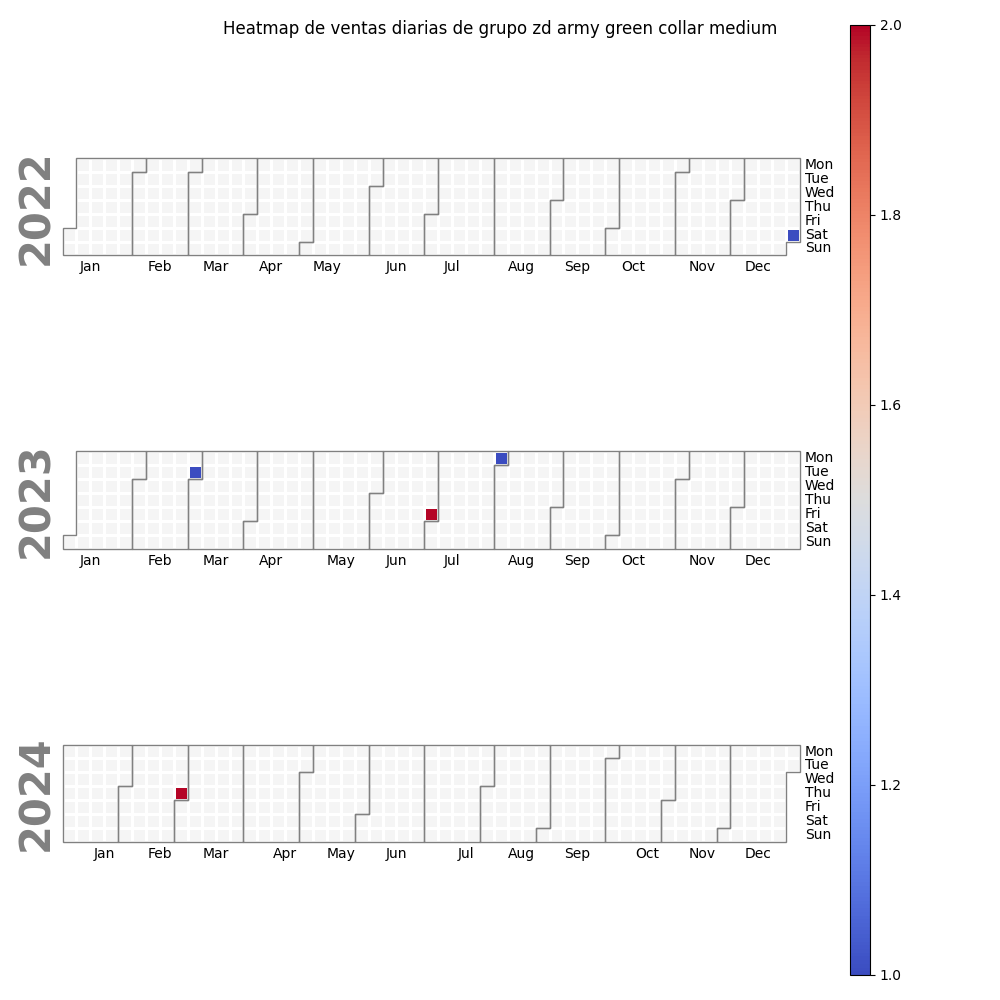 Heatmap de ventas diarias de grupo zd army green collar medium
2022
Mon
Tue
Wed
Thu
Fri
Sat
Sun
Jan Feb Mar Apr May Jun Jul Aug Sep Oct Nov Dec
2023
Mon
Tue
Wed
Thu
Fri
Sat
Sun
Jan Feb Mar Apr May Jun Jul Aug Sep Oct Nov Dec
2024
Mon
Tue
Wed
Thu
Fri
Sat
Sun
Jan Feb Mar Apr May Jun Jul Aug Sep Oct Nov Dec
2.0
1.8
1.6
1.4
1.2
1.0